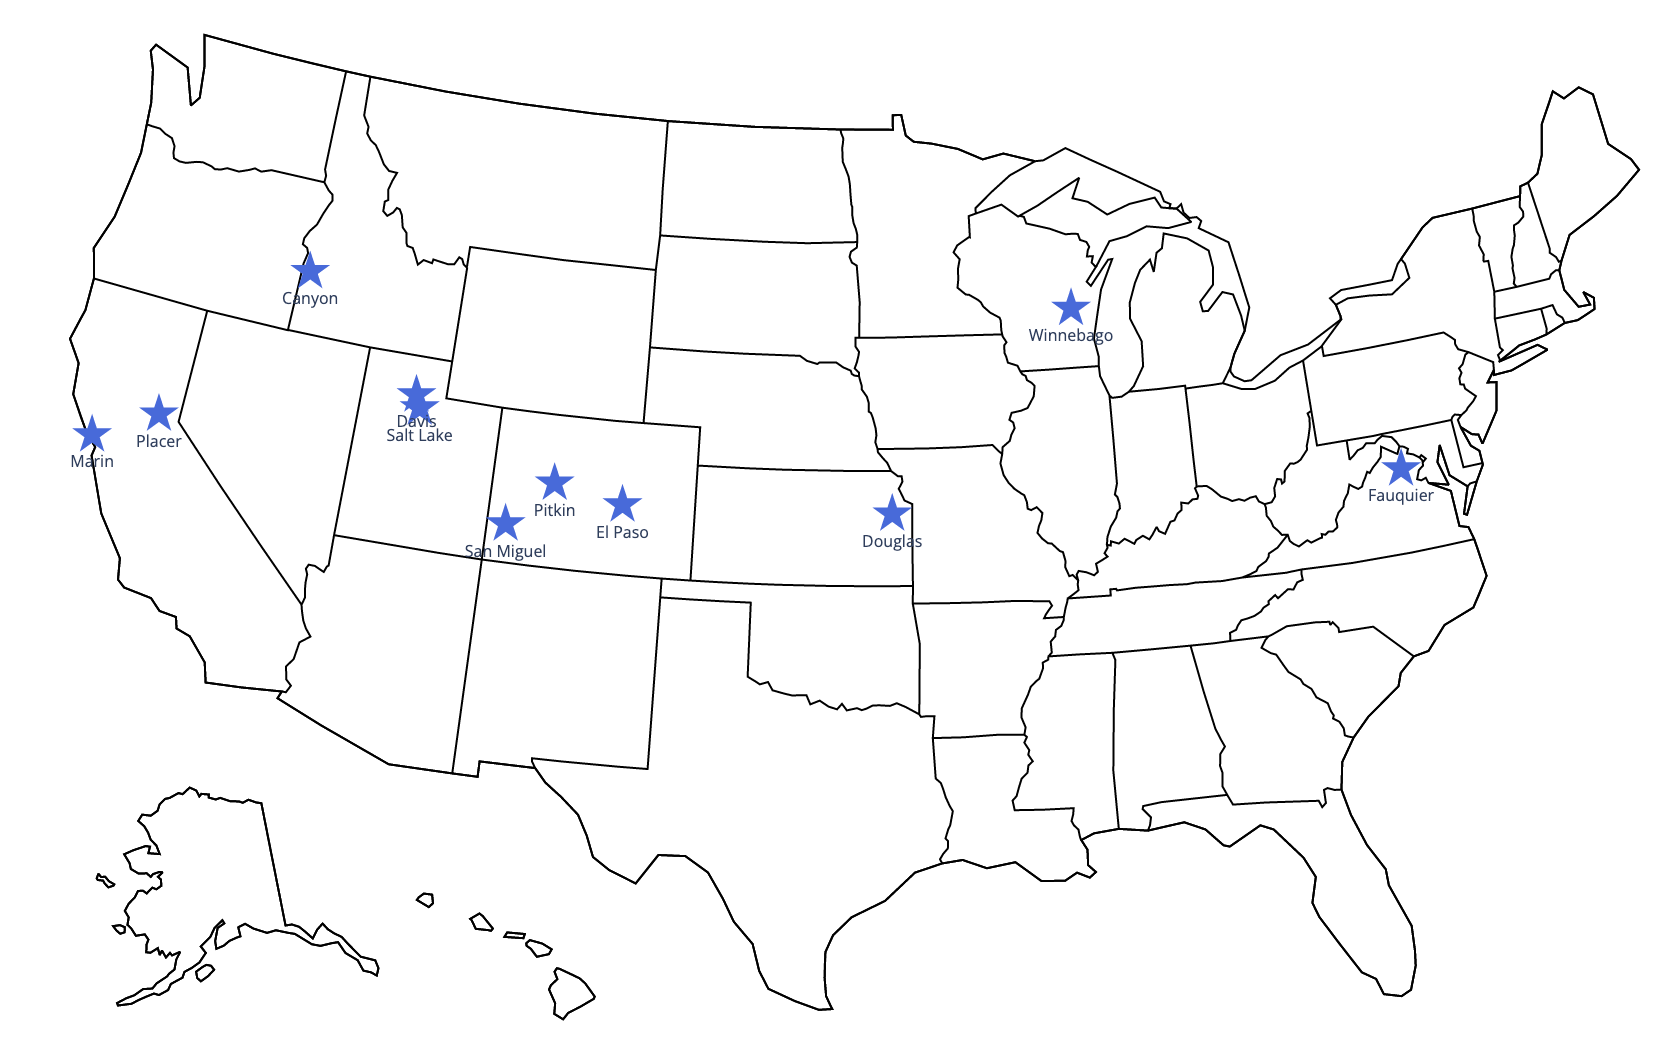 Canyon
Winnebago
Davis
Salt Lake
Placer
Marin
Fauquier
Pitkin
El Paso
Douglas
San Miguel